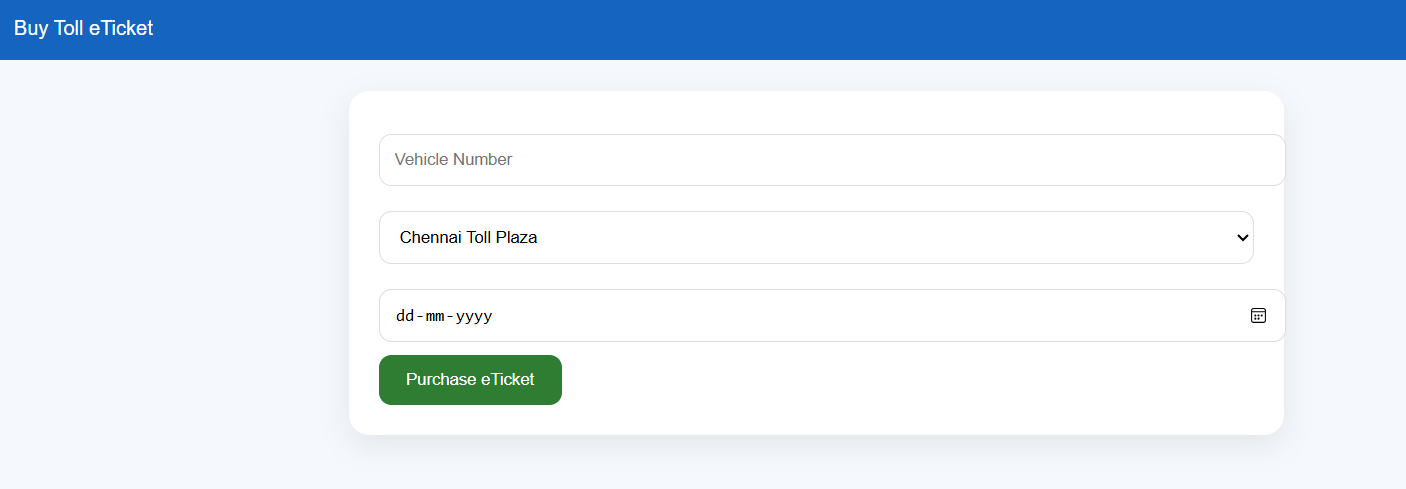 Buy Toll eTicket
Vehicle Number
Chennai Toll Plaza
dd-mm-yyyy
Purchase eTicket